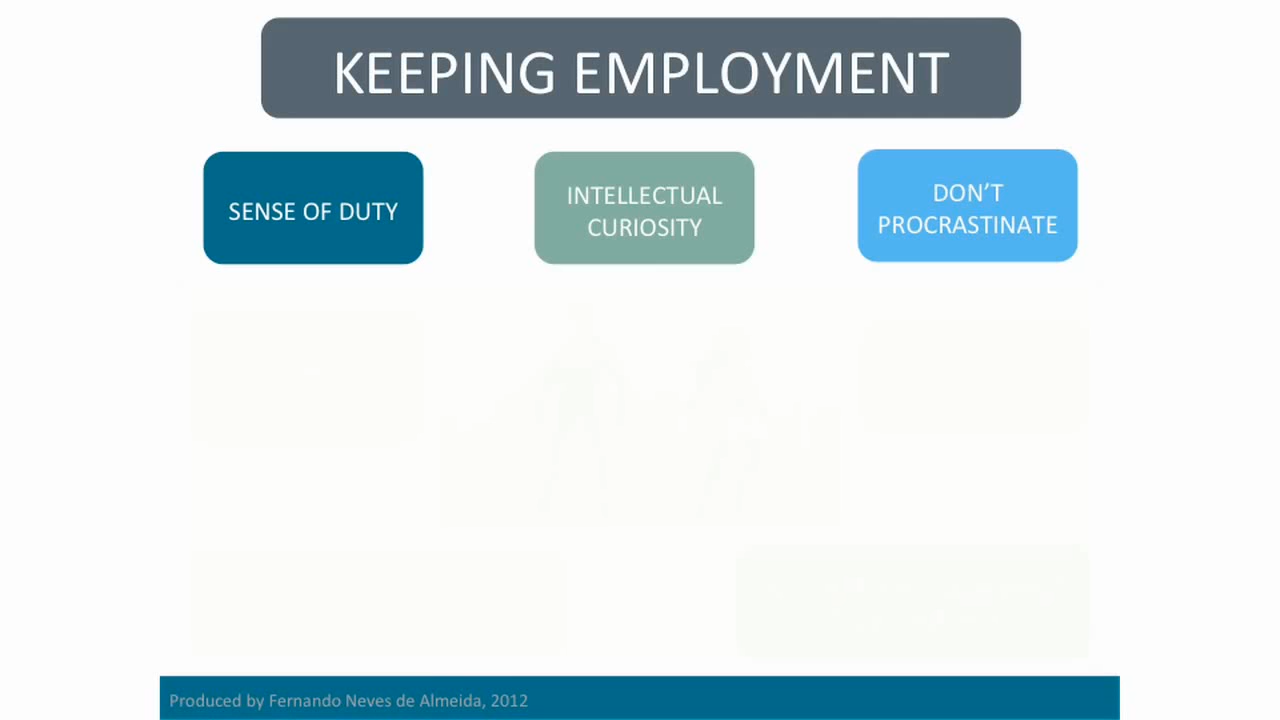 KEEPING EMPLOYMENT
SENSE OF DUTY
INTELLECTUAL
CURIOSITY
DON'T
PROCRASTINATE
Produced by Fernando Neves de Almeida, 2012